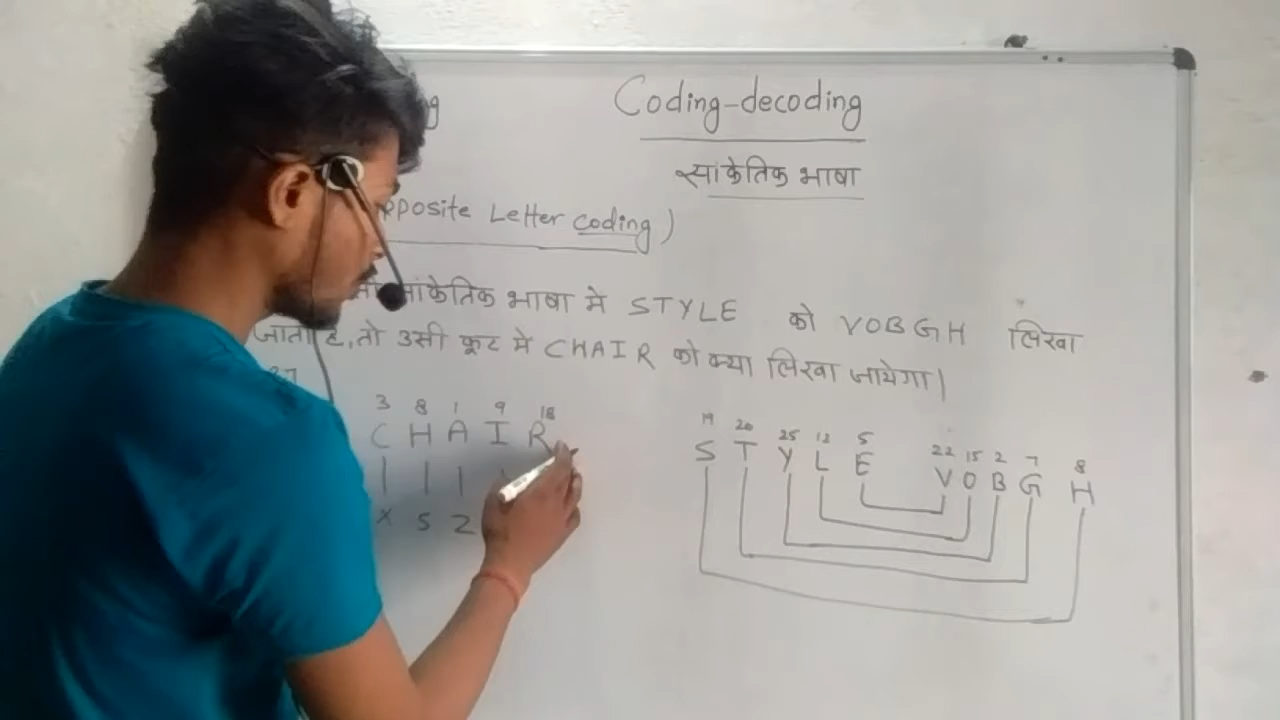 Coding-decoding
सांकेतिक भाषा
pposite Letter coding)
सांकेतिक भाषा मे STYLE को VOBGH लिखा
जाता है, तो उसी कूट मे CHAIR को क्या लिखा जायेगा।
3 8 1 9 18
C H A I R
X S Z
19 20 25 12 5 22 15 2 7 8
S T Y L E V O B G H